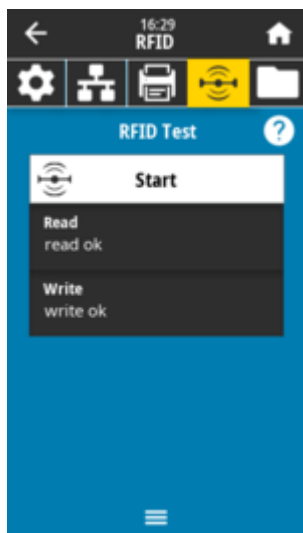 16:29
RFID
RFID Test
?
Start
Read
read ok
Write
write ok